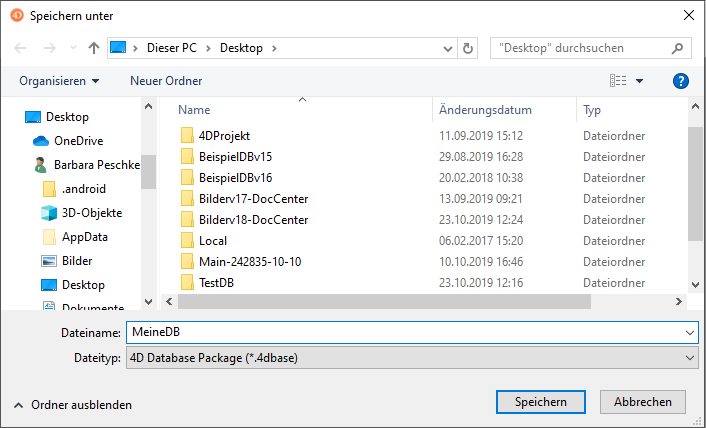 Speichern unter
Dieser PC > Desktop >
"Desktop" durchsuchen
Organisieren
Neuer Ordner
?
Desktop
OneDrive
Barbara Peschke
.android
3D-Objekte
AppData
Bilder
Desktop
Dokumente
Name Änderungsdatum Typ
4DProjekt 11.09.2019 15:12 Dateiordner
BeispielDBv15 29.08.2019 16:28 Dateiordner
BeispielDBv16 20.02.2018 10:38 Dateiordner
Bilderv17-DocCenter 13.09.2019 09:21 Dateiordner
Bilderv18-DocCenter 23.10.2019 12:24 Dateiordner
Local 06.02.2017 15:20 Dateiordner
Main-242835-10-10 10.10.2019 16:46 Dateiordner
TestDB 23.10.2019 12:16 Dateiordner
Dateiname: MeineDB
Dateityp: 4D Database Package (*.4dbase)
Ordner ausblenden
Speichern
Abbrechen